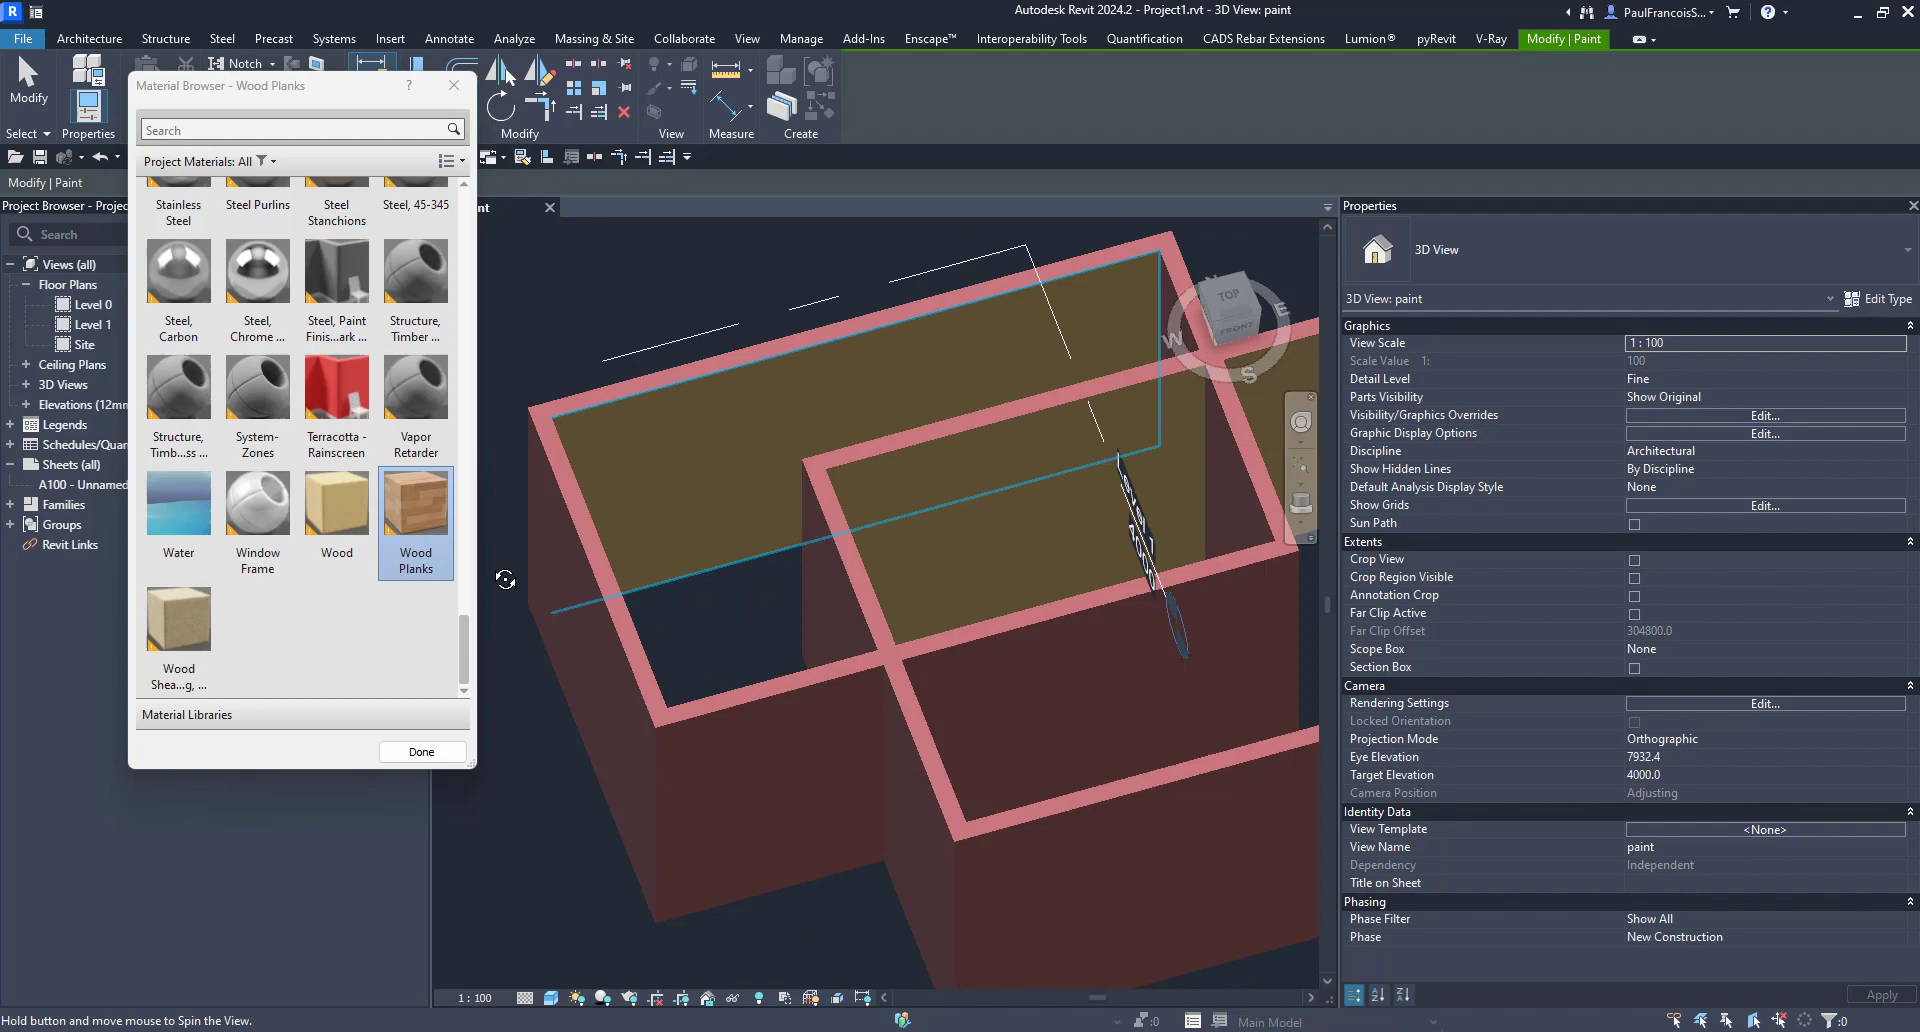 Autodesk Revit 2024.2 - Project1.rvt - 3D View: paint
PaulFrancoisS...
File Architecture Structure Steel Precast Systems Insert Annotate Analyze Massing & Site Collaborate View Manage Add-Ins Enscape™ Interoperability Tools Quantification CADS Rebar Extensions Lumion® pyRevit V-Ray Modify | Paint
Notch
Modify
Select
Properties
Modify
View
Measure
Create
Modify | Paint
Project Browser - Projec
Search
Views (all)
Floor Plans
Level 0
Level 1
Site
Ceiling Plans
3D Views
Elevations (12mm
Legends
Schedules/Quan
Sheets (all)
A100 - Unnamed
Families
Groups
Revit Links
Material Browser - Wood Planks
?
Search
Project Materials: All
Stainless Steel
Steel Purlins
Steel Stanchions
Steel, 45-345
Steel, Carbon
Steel, Chrome ...
Steel, Paint Finis...ark ...
Structure, Timber ...
Structure, Timb...ss ...
System-Zones
Terracotta - Rainscreen
Vapor Retarder
Water
Window Frame
Wood
Wood Planks
Wood Shea...g, ...
Material Libraries
Done
nt
TOP
FRONT
W
S
E
1 : 100
Properties
3D View
3D View: paint
Edit Type
Graphics
View Scale 1 : 100
Scale Value 1: 100
Detail Level Fine
Parts Visibility Show Original
Visibility/Graphics Overrides Edit...
Graphic Display Options Edit...
Discipline Architectural
Show Hidden Lines By Discipline
Default Analysis Display Style None
Show Grids Edit...
Sun Path
Extents
Crop View
Crop Region Visible
Annotation Crop
Far Clip Active
Far Clip Offset 304800.0
Scope Box None
Section Box
Camera
Rendering Settings Edit...
Locked Orientation
Projection Mode Orthographic
Eye Elevation 7932.4
Target Elevation 4000.0
Camera Position Adjusting
Identity Data
View Template <None>
View Name paint
Dependency Independent
Title on Sheet
Phasing
Phase Filter Show All
Phase New Construction
Apply
Hold button and move mouse to Spin the View.
:0
Main Model
:0